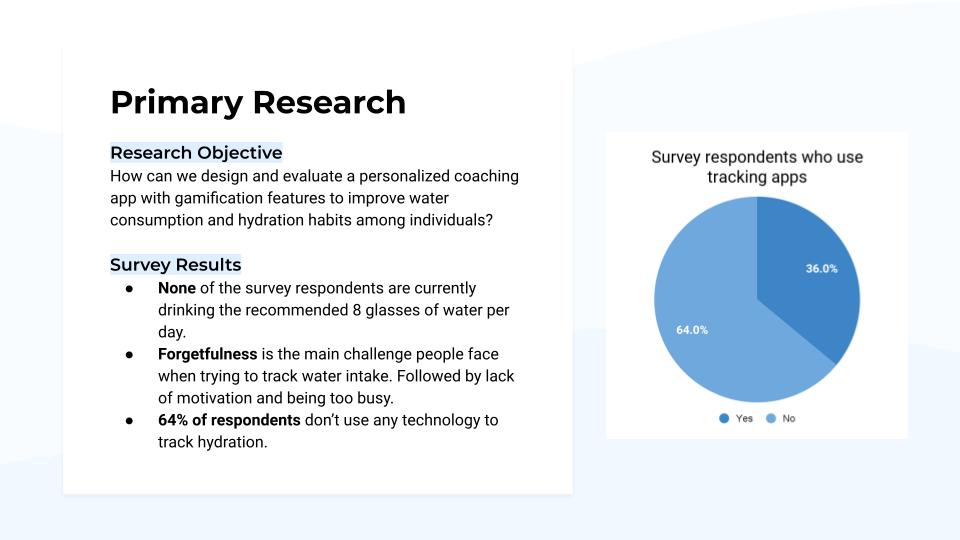 Primary Research
Research Objective
How can we design and evaluate a personalized coaching
app with gamification features to improve water
consumption and hydration habits among individuals?
Survey Results
● None of the survey respondents are currently
drinking the recommended 8 glasses of water per
day.
● Forgetfulness is the main challenge people face
when trying to track water intake. Followed by lack
of motivation and being too busy.
● 64% of respondents don’t use any technology to
track hydration.
Survey respondents who use
tracking apps
36.0%
64.0%
Yes No